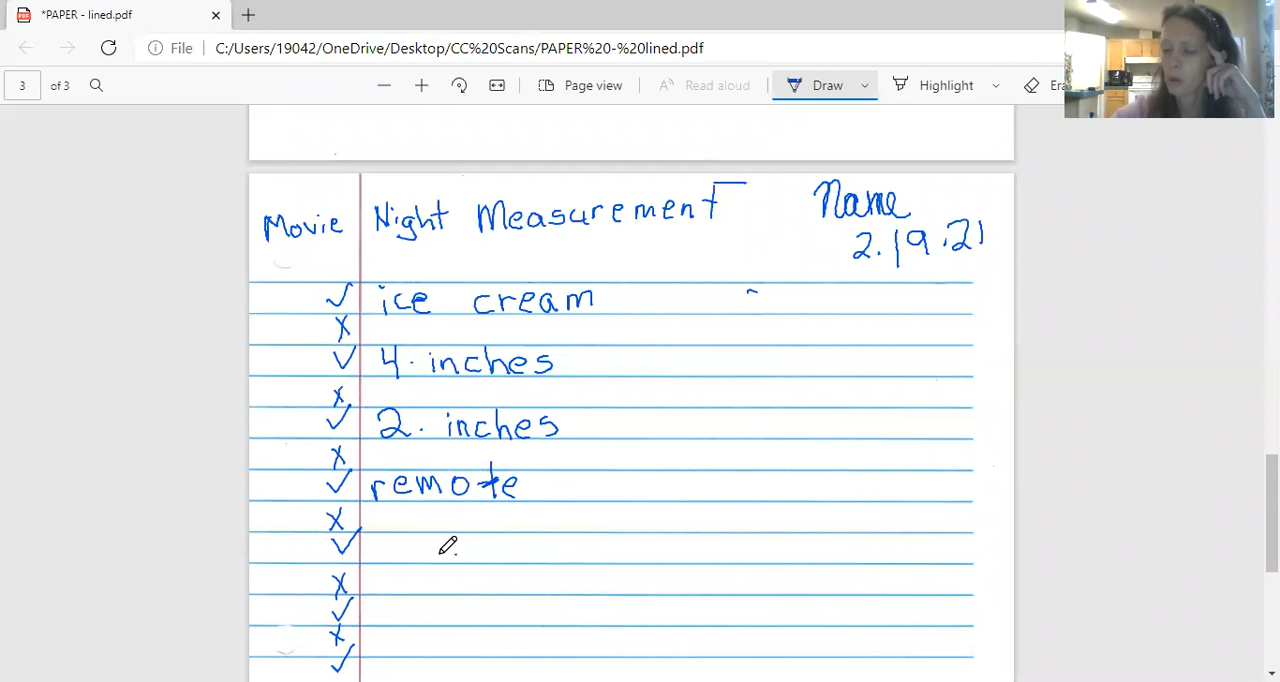 *PAPER - lined.pdf
File C:/Users/19042/OneDrive/Desktop/CC%20Scans/PAPER%20-%20lined.pdf
3 of 3 Page view Read aloud Draw Highlight Era
Movie Night Measurement Name
2.19.21
✓ ice cream
x
✓ 4. inches
x
✓ 2. inches
x
✓ remote
x
✓
x
✓
x
✓